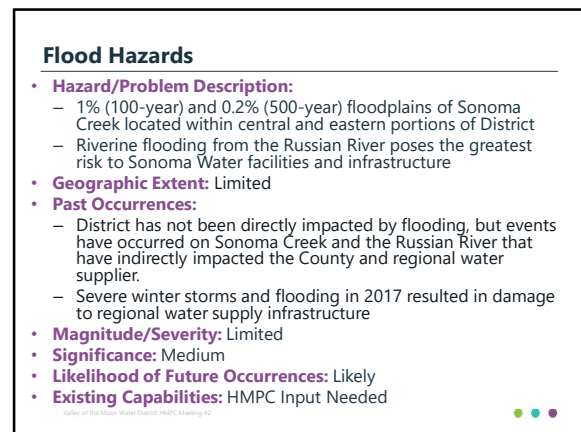 Flood Hazards
• Hazard/Problem Description:
– 1% (100-year) and 0.2% (500-year) floodplains of Sonoma
Creek located within central and eastern portions of District
– Riverine flooding from the Russian River poses the greatest
risk to Sonoma Water facilities and infrastructure
• Geographic Extent: Limited
• Past Occurrences:
– District has not been directly impacted by flooding, but events
have occurred on Sonoma Creek and the Russian River that
have indirectly impacted the County and regional water
supplier.
– Severe winter storms and flooding in 2017 resulted in damage
to regional water supply infrastructure
• Magnitude/Severity: Limited
• Significance: Medium
• Likelihood of Future Occurrences: Likely
• Existing Capabilities: HMPC Input Needed
Valley of the Moon Water District HMPC Meeting #2